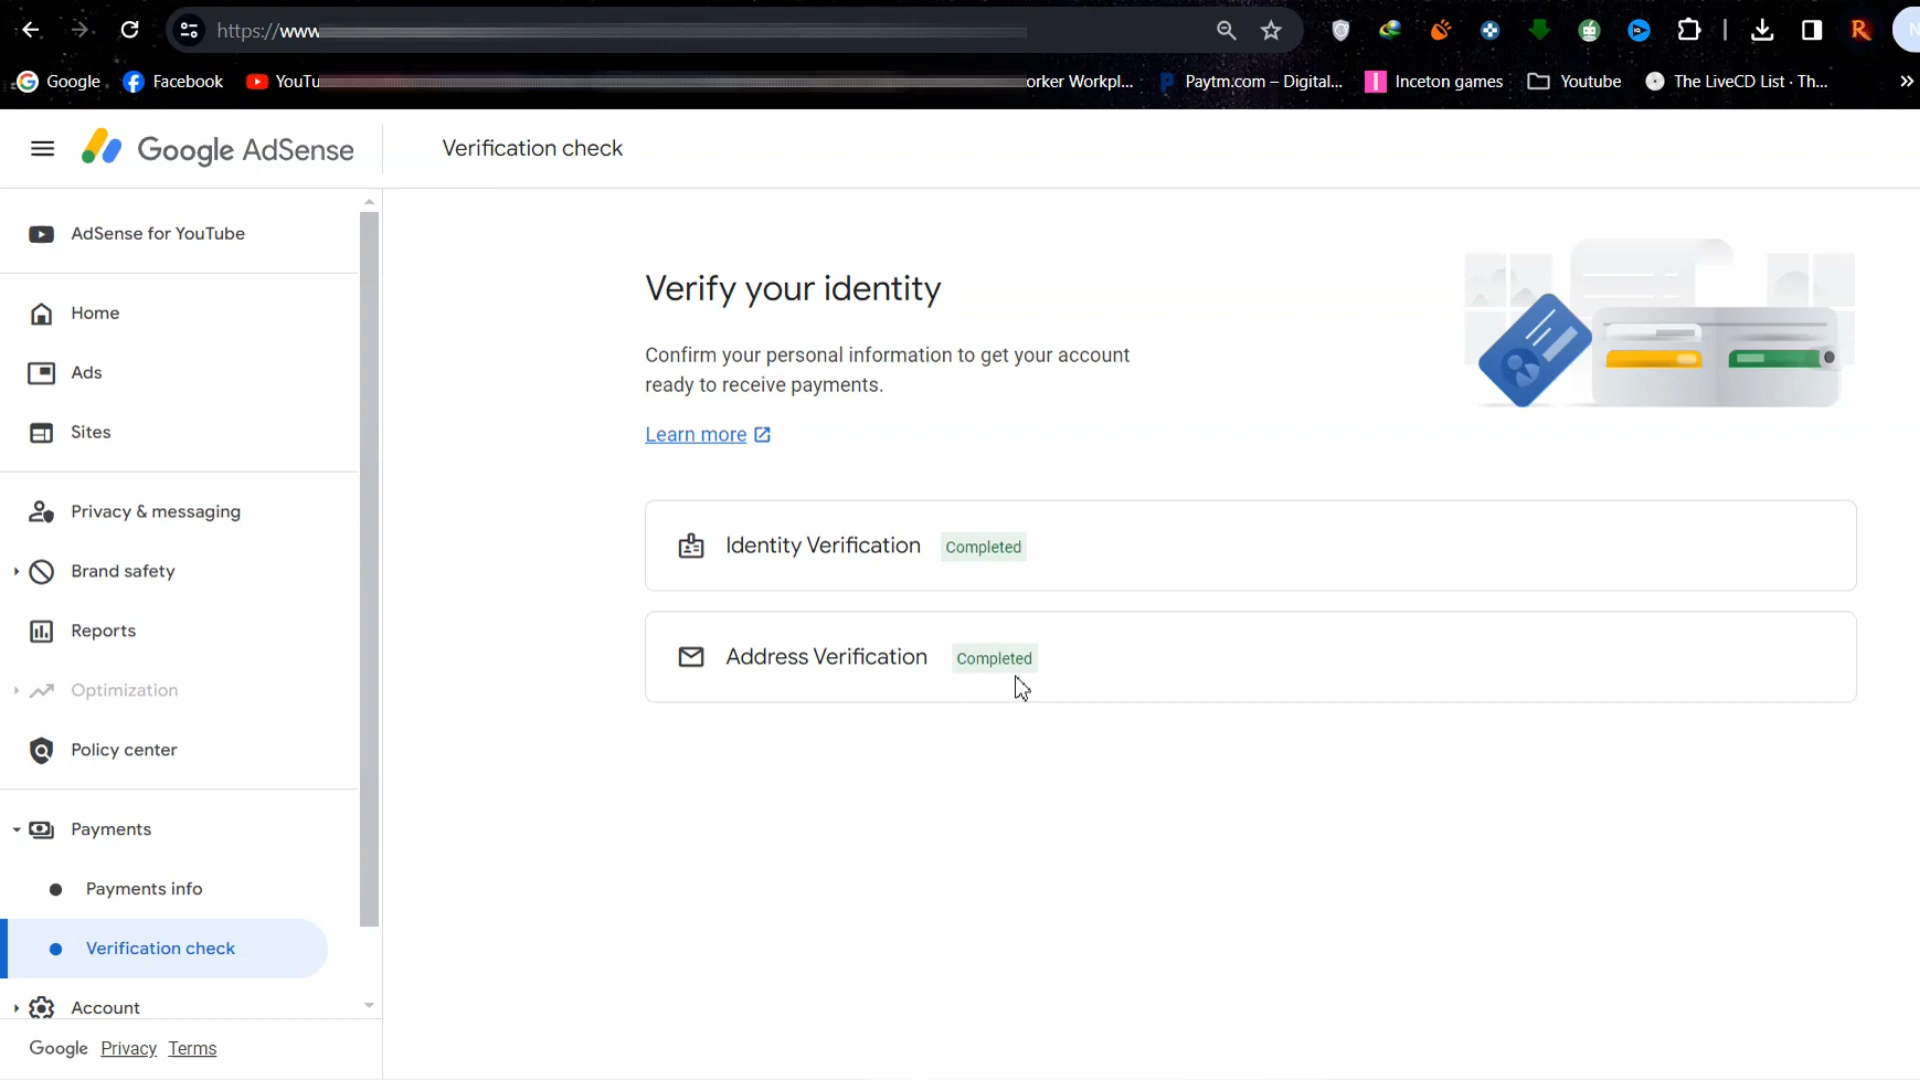 https://www
Google
Facebook
YouTu
orker Workpl...
Paytm.com – Digital...
Inceton games
Youtube
The LiveCD List · Th...
Google AdSense
Verification check
AdSense for YouTube
Home
Ads
Sites
Privacy & messaging
Brand safety
Reports
Optimization
Policy center
Payments
Payments info
Verification check
Account
Google Privacy Terms
Verify your identity
Confirm your personal information to get your account
ready to receive payments.
Learn more
Identity Verification Completed
Address Verification Completed